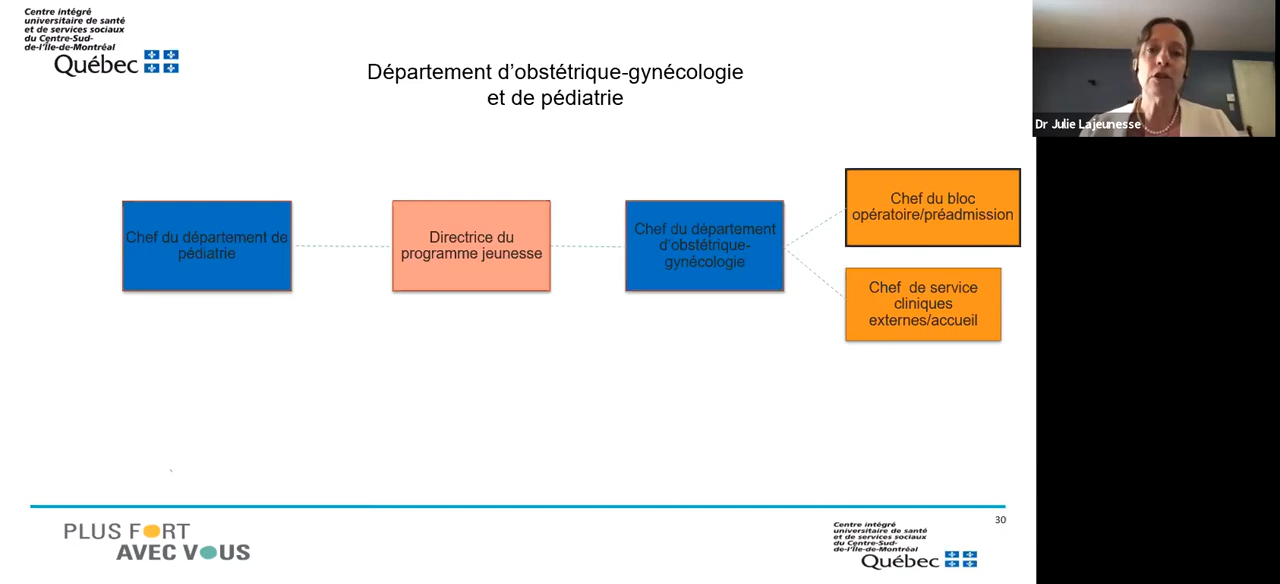 Centre intégré
universitaire de santé
et de services sociaux
du Centre-Sud-
de-l'Île-de-Montréal
Québec
Département d'obstétrique-gynécologie
et de pédiatrie
Dr Julie Lajeunesse
Chef du département de
pédiatrie
Directrice du
programme jeunesse
Chef du département
d'obstétrique-
gynécologie
Chef du bloc
opératoire/préadmission
Chef de service
cliniques
externes/accueil
30
PLUS FORT
AVEC VOUS
Centre intégré
universitaire de santé
et de services sociaux
du Centre-Sud-
de-l'Île-de-Montréal
Québec